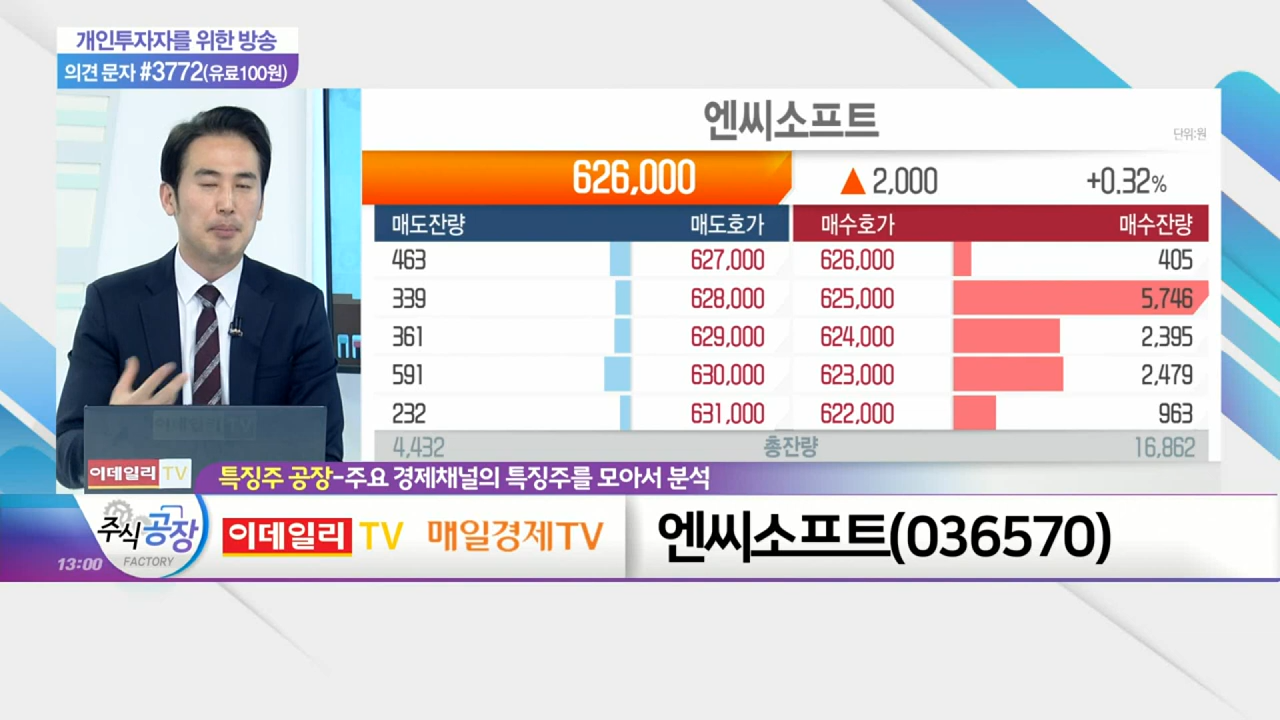 개인투자자를 위한 방송
의견 문자 #3772(유료100원)
엔씨소프트
단위:원
626,000 ▲ 2,000 +0.32%
매도잔량 매도호가 매수호가 매수잔량
463 627,000 626,000 405
339 628,000 625,000 5,746
361 629,000 624,000 2,395
591 630,000 623,000 2,479
232 631,000 622,000 963
4,432 총잔량 16,862
이데일리 TV
이데일리 TV
특징주 공장-주요 경제채널의 특징주를 모아서 분석
주식공장
FACTORY
13:00
이데일리 TV 매일경제TV
엔씨소프트(036570)